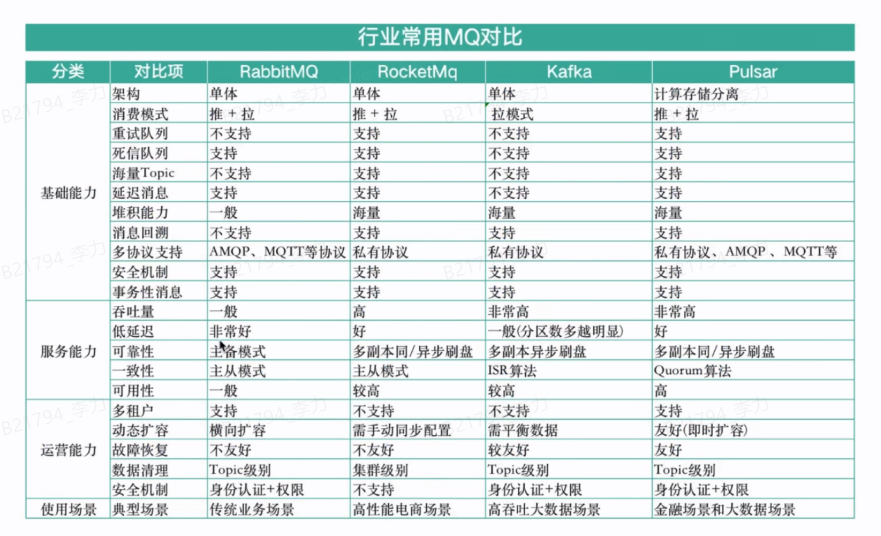 行业常用MQ对比
分类 对比项 RabbitMQ RocketMq Kafka Pulsar
基础能力 架构 单体 单体 单体 计算存储分离
消费模式 推 + 拉 推 + 拉 拉模式 推 + 拉
重试队列 不支持 支持 不支持 支持
死信队列 支持 支持 不支持 支持
海量Topic 不支持 支持 不支持 支持
延迟消息 支持 支持 不支持 支持
堆积能力 一般 海量 海量 海量
消息回溯 不支持 支持 支持 支持
多协议支持 AMQP、MQTT等协议 私有协议 私有协议 私有协议、AMQP 、MQTT等
安全机制 支持 支持 支持 支持
事务性消息 支持 支持 支持 支持
服务能力 吞吐量 一般 高 非常高 非常高
低延迟 非常好 好 一般(分区数多越明显) 好
可靠性 主备模式 多副本同/异步刷盘 多副本异步刷盘 多副本同/异步刷盘
一致性 主从模式 主从模式 ISR算法 Quorum算法
可用性 一般 较高 较高 高
运营能力 多租户 支持 不支持 不支持 支持
动态扩容 横向扩容 需手动同步配置 需平衡数据 友好(即时扩容)
故障恢复 不友好 不友好 较友好 友好
数据清理 Topic级别 集群级别 Topic级别 Topic级别
安全机制 身份认证+权限 不支持 身份认证+权限 身份认证+权限
使用场景 典型场景 传统业务场景 高性能电商场景 高吞吐大数据场景 金融场景和大数据场景
B21794_李力